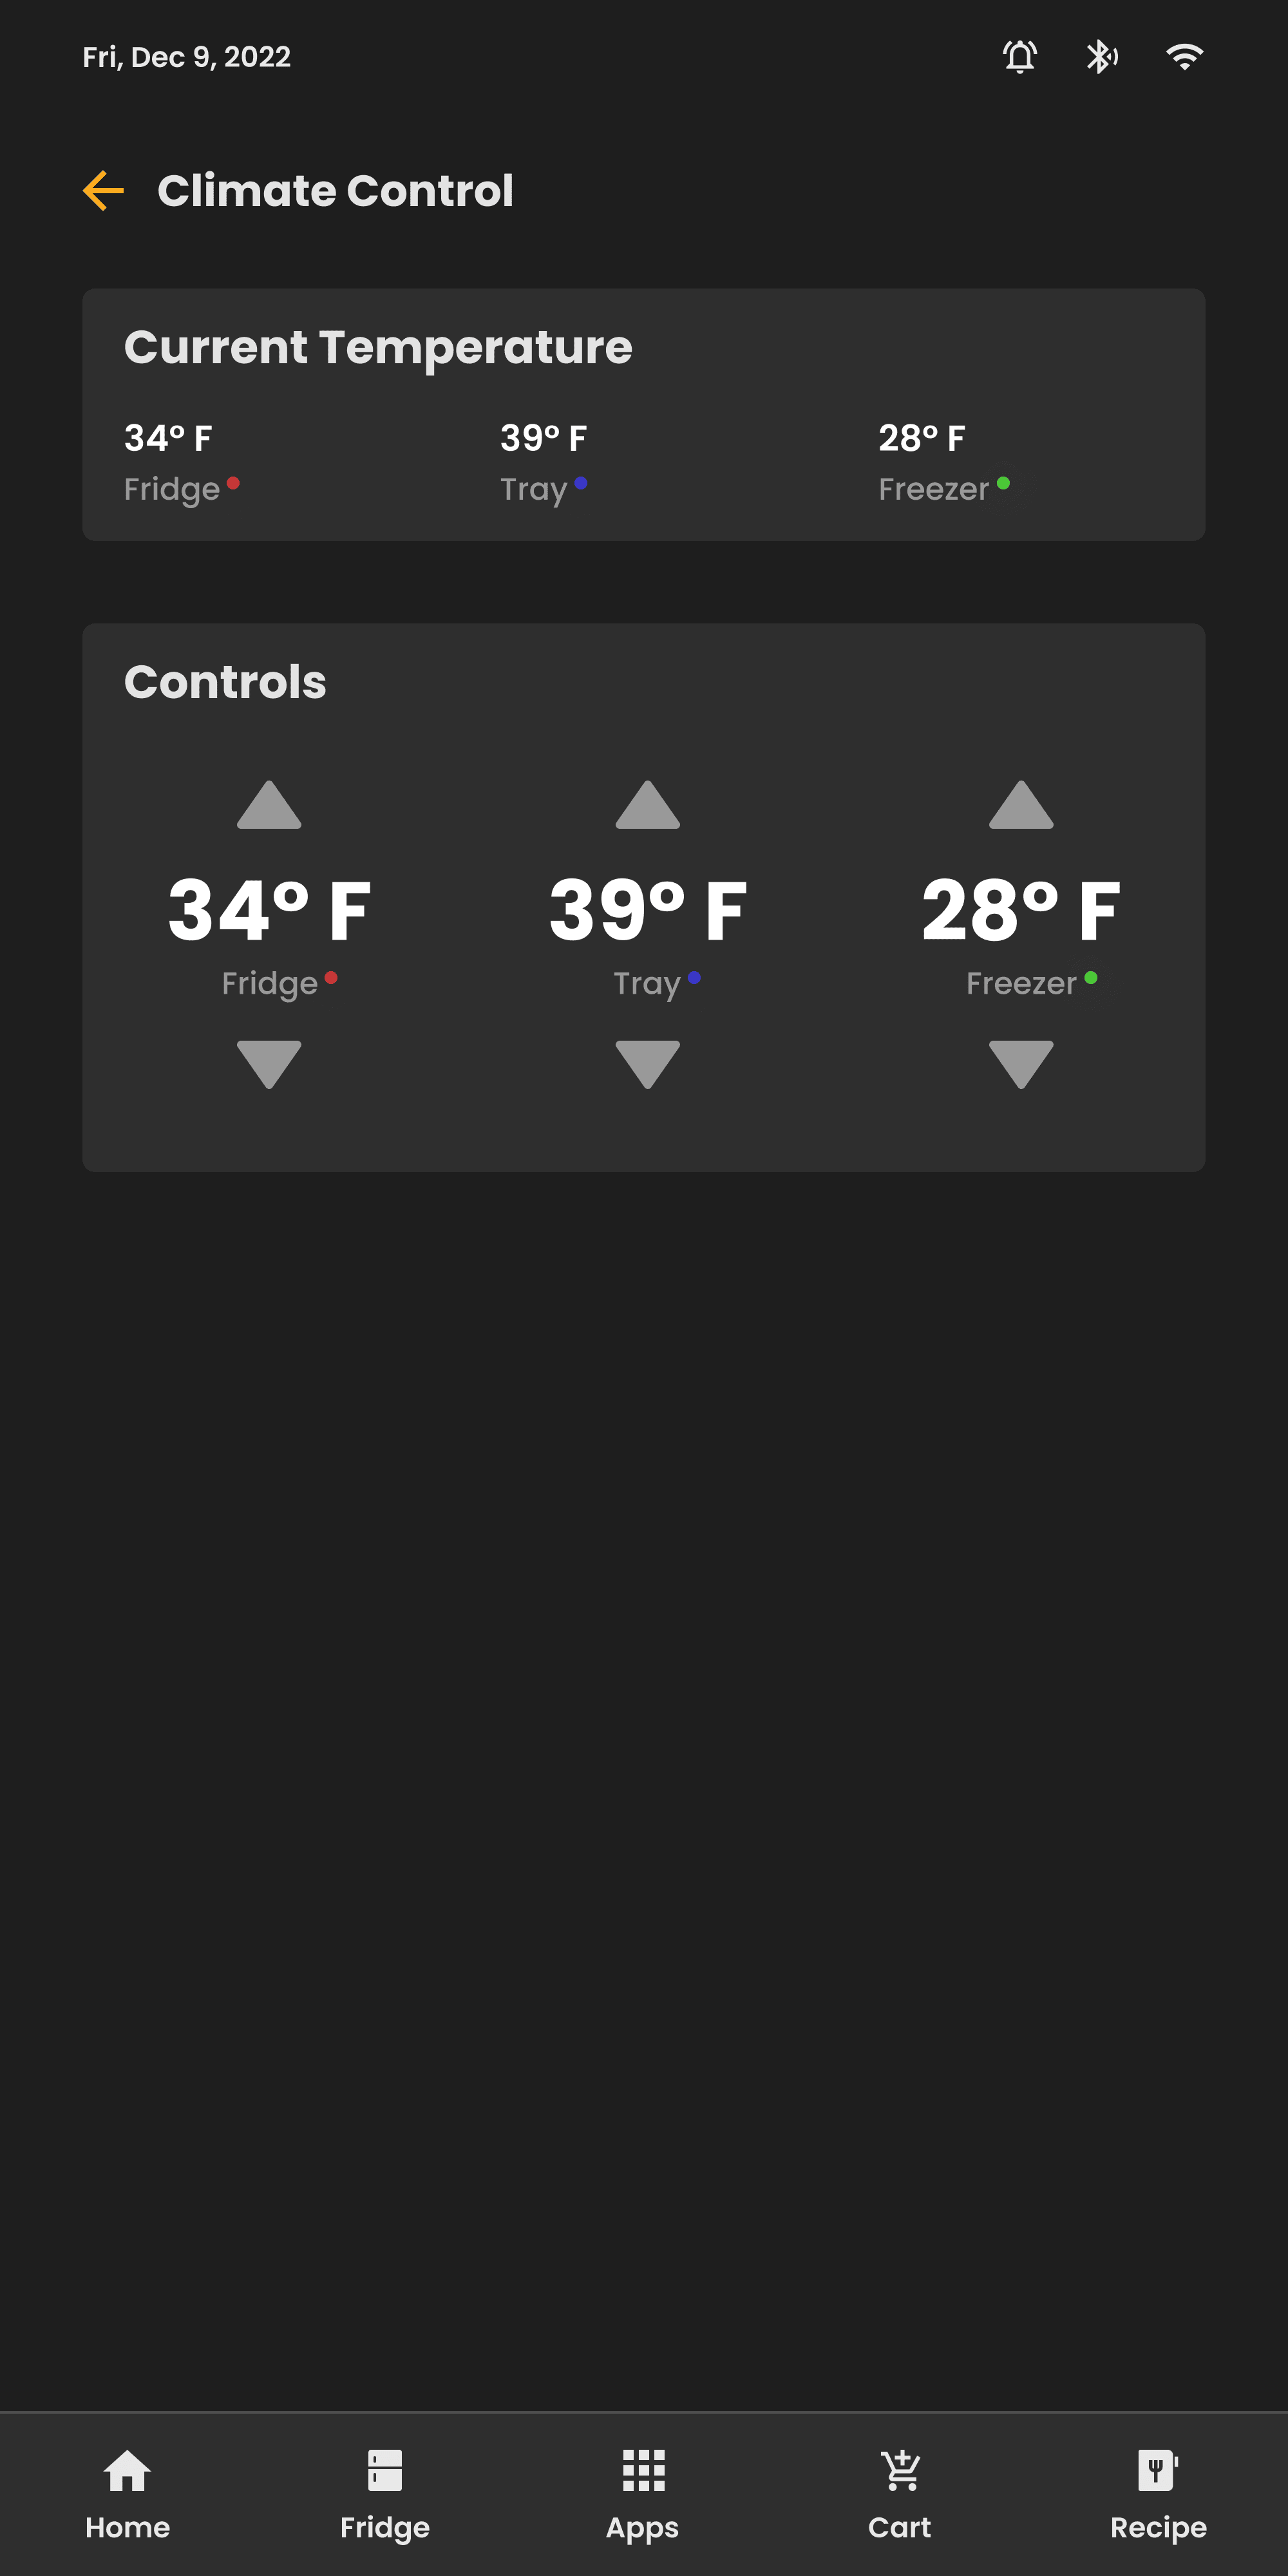 Fri, Dec 9, 2022
Climate Control
Current Temperature
34° F 39° F 28° F
Fridge Tray Freezer
Controls
34° F 39° F 28° F
Fridge Tray Freezer
Home Fridge Apps Cart Recipe